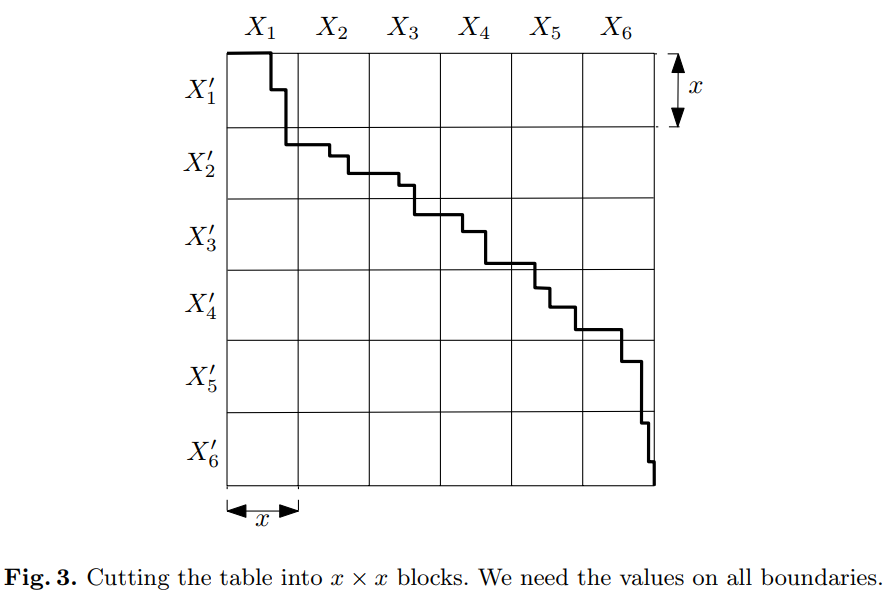 X₁ X₂ X₃ X₄ X₅ X₆
X′₁
x
X′₂
X′₃
X′₄
X′₅
X′₆
x
Fig. 3. Cutting the table into x × x blocks. We need the values on all boundaries.